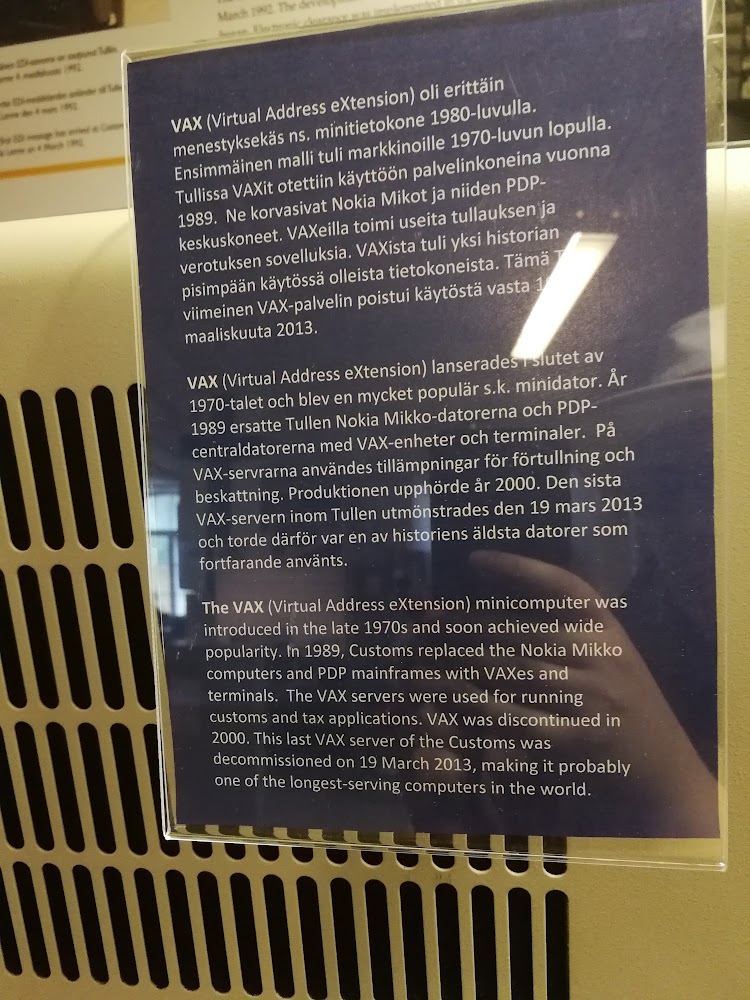 March 1992. The development
been. Electronic clearance was implemented in
VAX (Virtual Address eXtension) oli erittäin
menestyksekäs ns. minitietokone 1980-luvulla.
Ensimmäinen malli tuli markkinoille 1970-luvun lopulla.
Tullissa VAXit otettiin käyttöön palvelinkoneina vuonna
1989. Ne korvasivat Nokia Mikot ja niiden PDP-
keskuskoneet. VAXeilla toimi useita tullauksen ja
verotuksen sovelluksia. VAXista tuli yksi historian
pisimpään käytössä olleista tietokoneista. Tämä
viimeinen VAX-palvelin poistui käytöstä vasta
maaliskuuta 2013.
VAX (Virtual Address eXtension) lanserades i slutet av
1970-talet och blev en mycket populär s.k. minidator. År
1989 ersatte Tullen Nokia Mikko-datorerna och PDP-
centraldatorerna med VAX-enheter och terminaler. På
VAX-servrarna användes tillämpningar för förtullning och
beskattning. Produktionen upphörde år 2000. Den sista
VAX-servern inom Tullen utmönstrades den 19 mars 2013
och torde därför var en av historiens äldsta datorer som
fortfarande använts.
The VAX (Virtual Address eXtension) minicomputer was
introduced in the late 1970s and soon achieved wide
popularity. In 1989, Customs replaced the Nokia Mikko
computers and PDP mainframes with VAXes and
terminals. The VAX servers were used for running
customs and tax applications. VAX was discontinued in
2000. This last VAX server of the Customs was
decommissioned on 19 March 2013, making it probably
one of the longest-serving computers in the world.